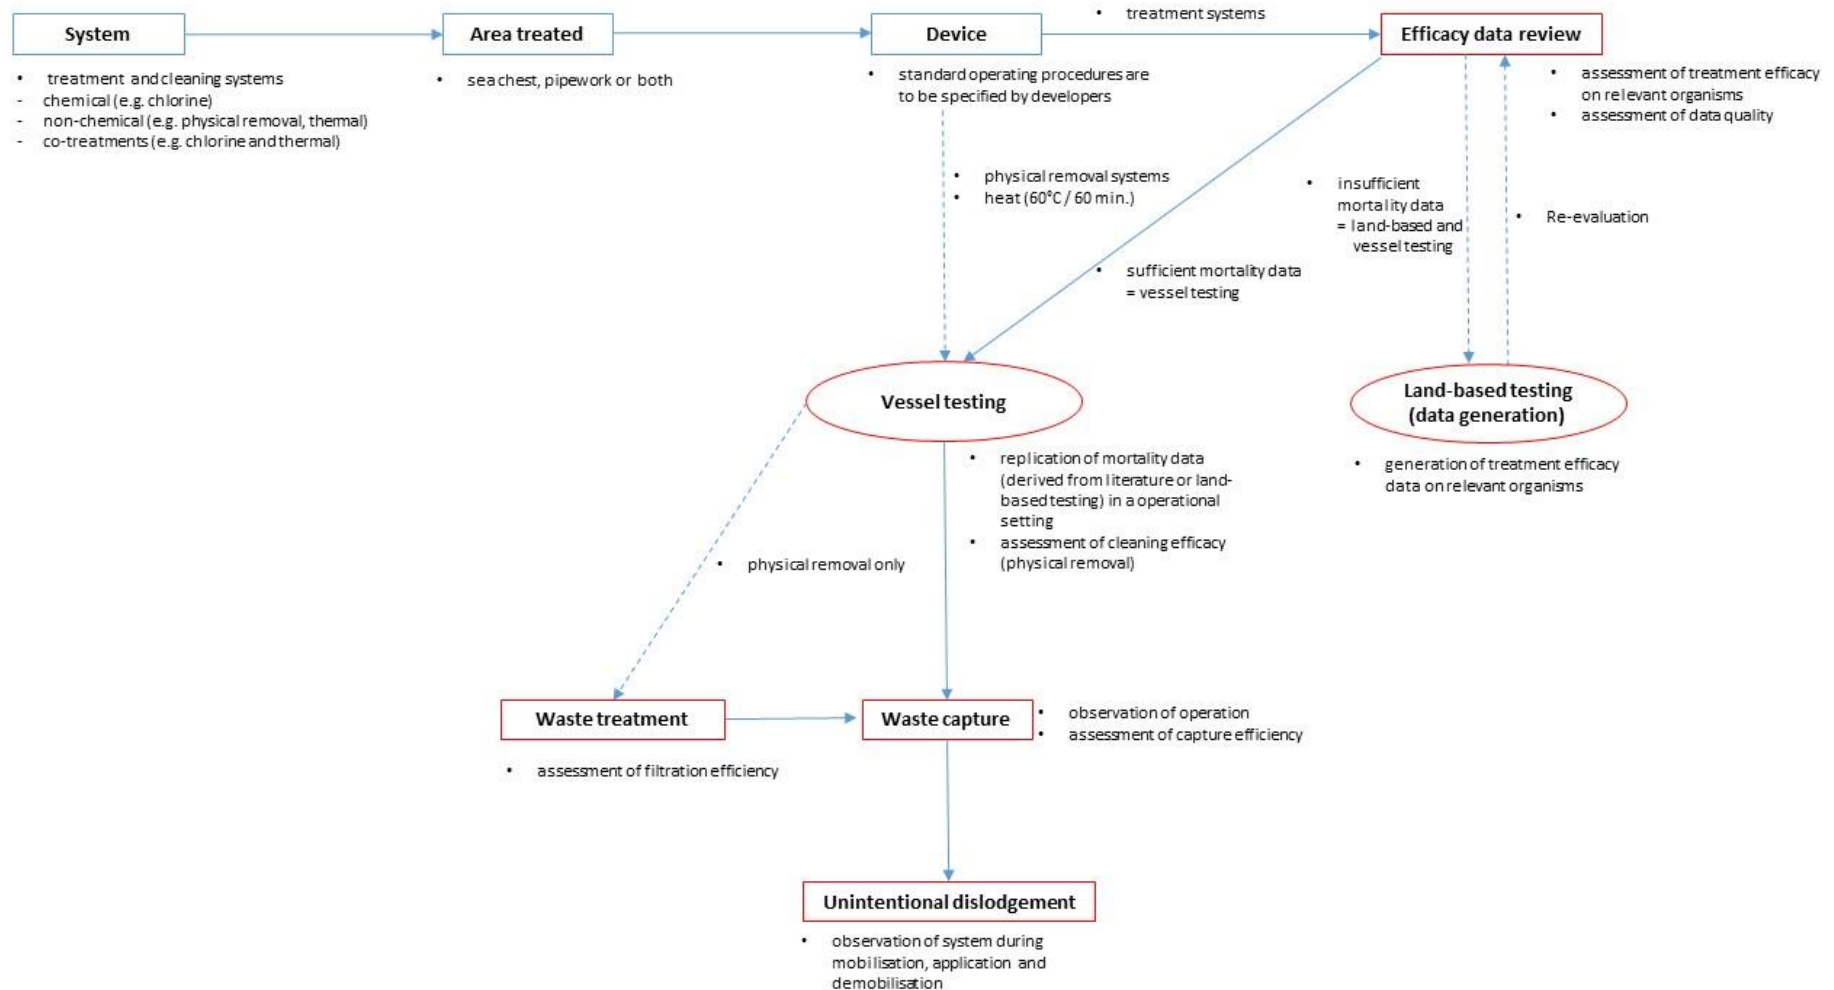 System
• treatment and cleaning systems
- chemical (e.g. chlorine)
- non-chemical (e.g. physical removal, thermal)
- co-treatments (e.g. chlorine and thermal)
Area treated
• sea chest, pipework or both
Device
• standard operating procedures are
to be specified by developers
• treatment systems
Efficacy data review
• assessment of treatment efficacy
on relevant organisms
• assessment of data quality
• physical removal systems
• heat (60°C / 60 min.)
• insufficient
mortality data
= land-based and
vessel testing
• Re-evaluation
• sufficient mortality data
= vessel testing
Vessel testing
• replication of mortality data
(derived from literature or land-
based testing) in a operational
setting
• assessment of cleaning efficacy
(physical removal)
Land-based testing
(data generation)
• generation of treatment efficacy
data on relevant organisms
• physical removal only
Waste treatment
• assessment of filtration efficiency
Waste capture
• observation of operation
• assessment of capture efficiency
Unintentional dislodgement
• observation of system during
mobilisation, application and
demobilisation